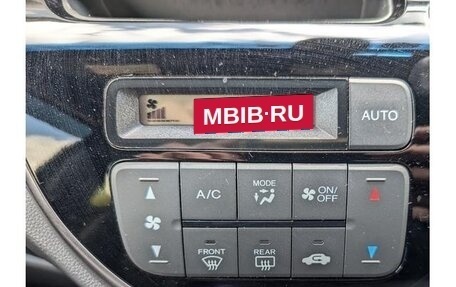 MBIB·RU
AUTO
A/C
MODE
ON/
OFF
FRONT
REAR